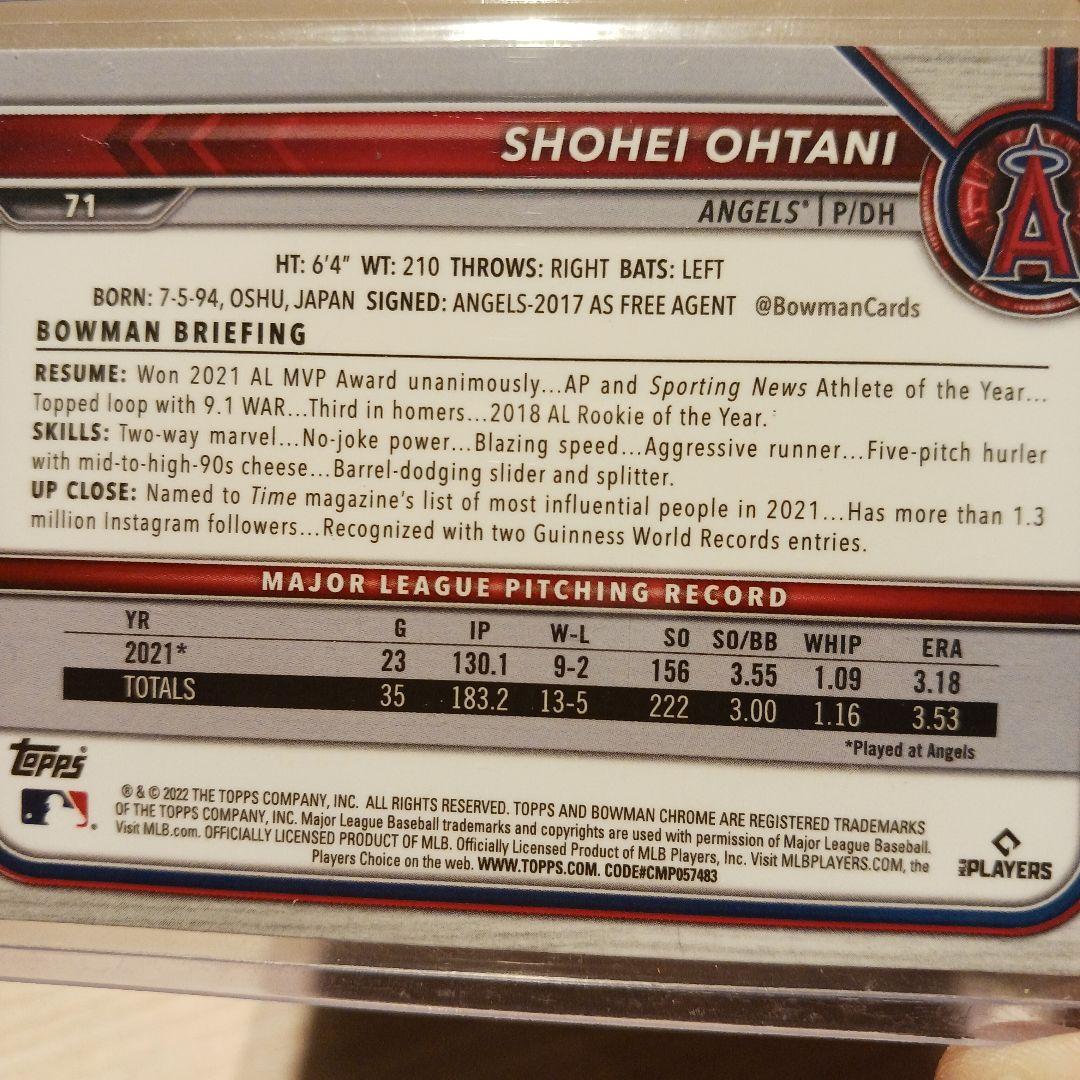 SHOHEI OHTANI
71
ANGELS® | P/DH
A
HT: 6'4" WT: 210 THROWS: RIGHT BATS: LEFT
BORN: 7-5-94, OSHU, JAPAN SIGNED: ANGELS-2017 AS FREE AGENT @BowmanCards
BOWMAN BRIEFING
RESUME: Won 2021 AL MVP Award unanimously...AP and Sporting News Athlete of the Year...
Topped loop with 9.1 WAR...Third in homers...2018 AL Rookie of the Year.
SKILLS: Two-way marvel...No-joke power...Blazing speed...Aggressive runner...Five-pitch hurler
with mid-to-high-90s cheese...Barrel-dodging slider and splitter.
UP CLOSE: Named to Time magazine's list of most influential people in 2021...Has more than 1.3
million Instagram followers...Recognized with two Guinness World Records entries.
MAJOR LEAGUE PITCHING RECORD
YR G IP W-L SO SO/BB WHIP ERA
2021* 23 130.1 9-2 156 3.55 1.09 3.18
TOTALS 35 183.2 13-5 222 3.00 1.16 3.53
*Played at Angels
Topps
® & © 2022 THE TOPPS COMPANY, INC. ALL RIGHTS RESERVED. TOPPS AND BOWMAN CHROME ARE REGISTERED TRADEMARKS
OF THE TOPPS COMPANY, INC. Major League Baseball trademarks and copyrights are used with permission of Major League Baseball.
Visit MLB.com. OFFICIALLY LICENSED PRODUCT OF MLB. Officially Licensed Product of MLB Players, Inc. Visit MLBPLAYERS.COM, the
Players Choice on the web. WWW.TOPPS.COM. CODE#CMP057483
MLB PLAYERS